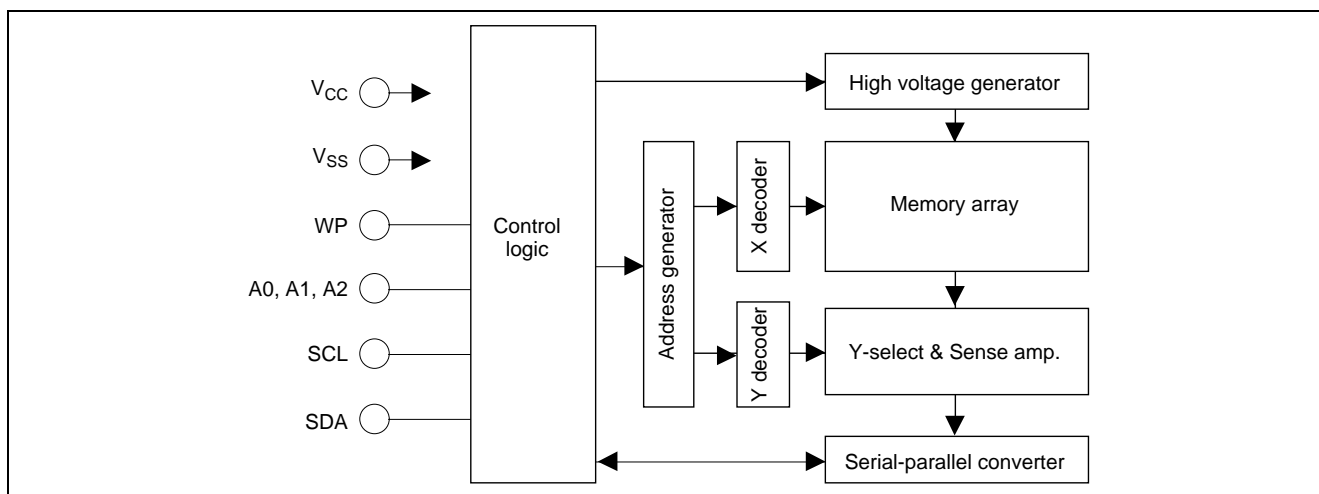 VCC
VSS
WP
A0, A1, A2
SCL
SDA
Control
logic
Address generator
X decoder
Y decoder
High voltage generator
Memory array
Y-select & Sense amp.
Serial-parallel converter